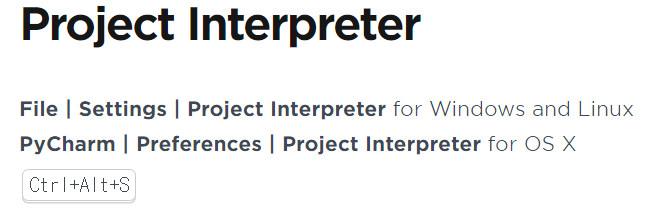 Project Interpreter
File | Settings | Project Interpreter for Windows and Linux
PyCharm | Preferences | Project Interpreter for OS X
Ctrl+Alt+S